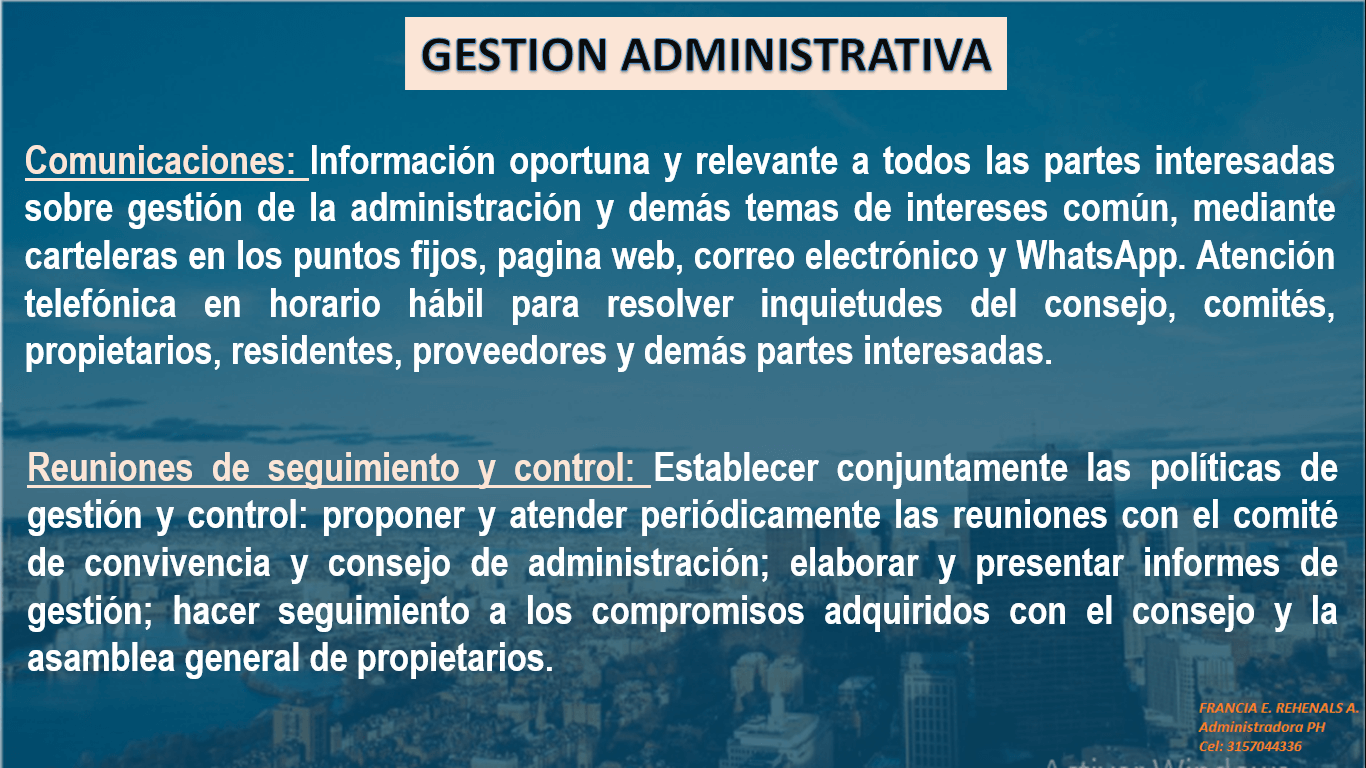 GESTION ADMINISTRATIVA
Comunicaciones: Información oportuna y relevante a todos las partes interesadas
sobre gestión de la administración y demás temas de intereses común, mediante
carteleras en los puntos fijos, pagina web, correo electrónico y WhatsApp. Atención
telefónica en horario hábil para resolver inquietudes del consejo, comités,
propietarios, residentes, proveedores y demás partes interesadas.
Reuniones de seguimiento y control: Establecer conjuntamente las políticas de
gestión y control: proponer y atender periódicamente las reuniones con el comité
de convivencia y consejo de administración; elaborar y presentar informes de
gestión; hacer seguimiento a los compromisos adquiridos con el consejo y la
asamblea general de propietarios.
FRANCIA E. REHENALS A.
Administradora PH
Cel: 3157044336
Activar Windows